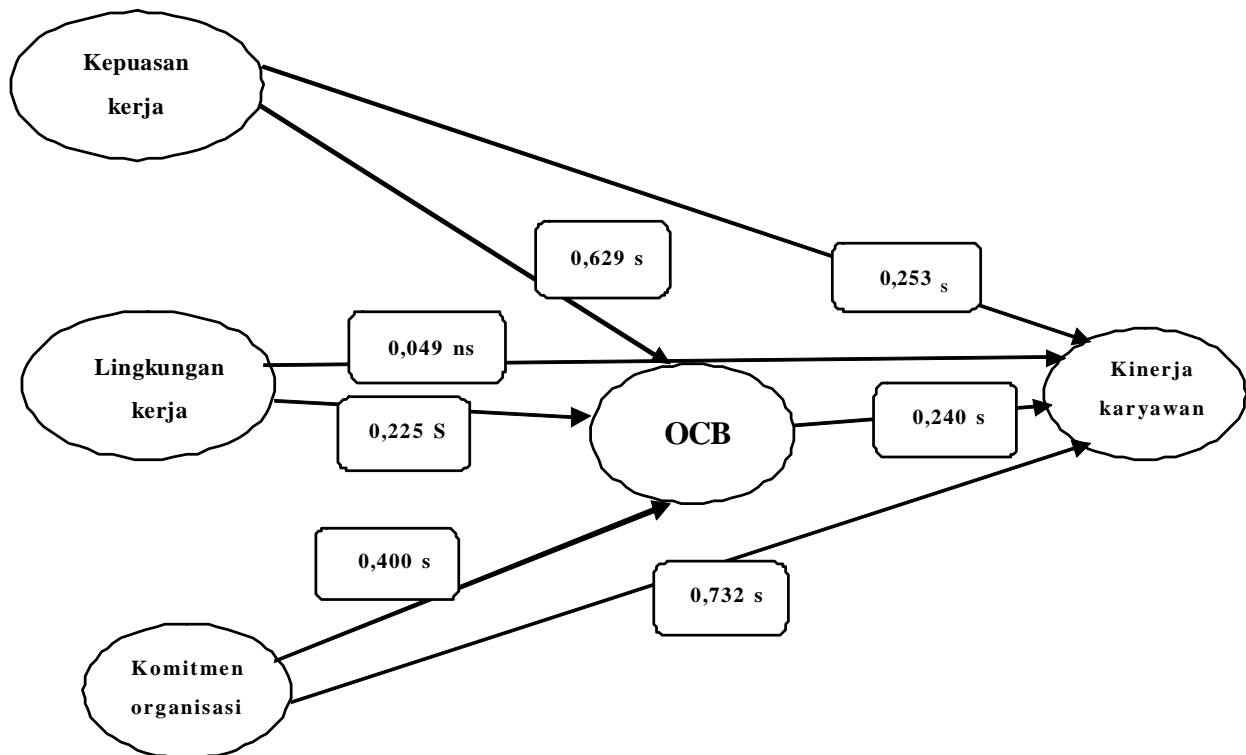 Kepuasan
kerja
0,629 s
0,253 s
Lingkungan
kerja
0,049 ns
0,225 S
OCB
0,240 s
Kinerja
karyawan
0,400 s
0,732 s
Komitmen
organisasi